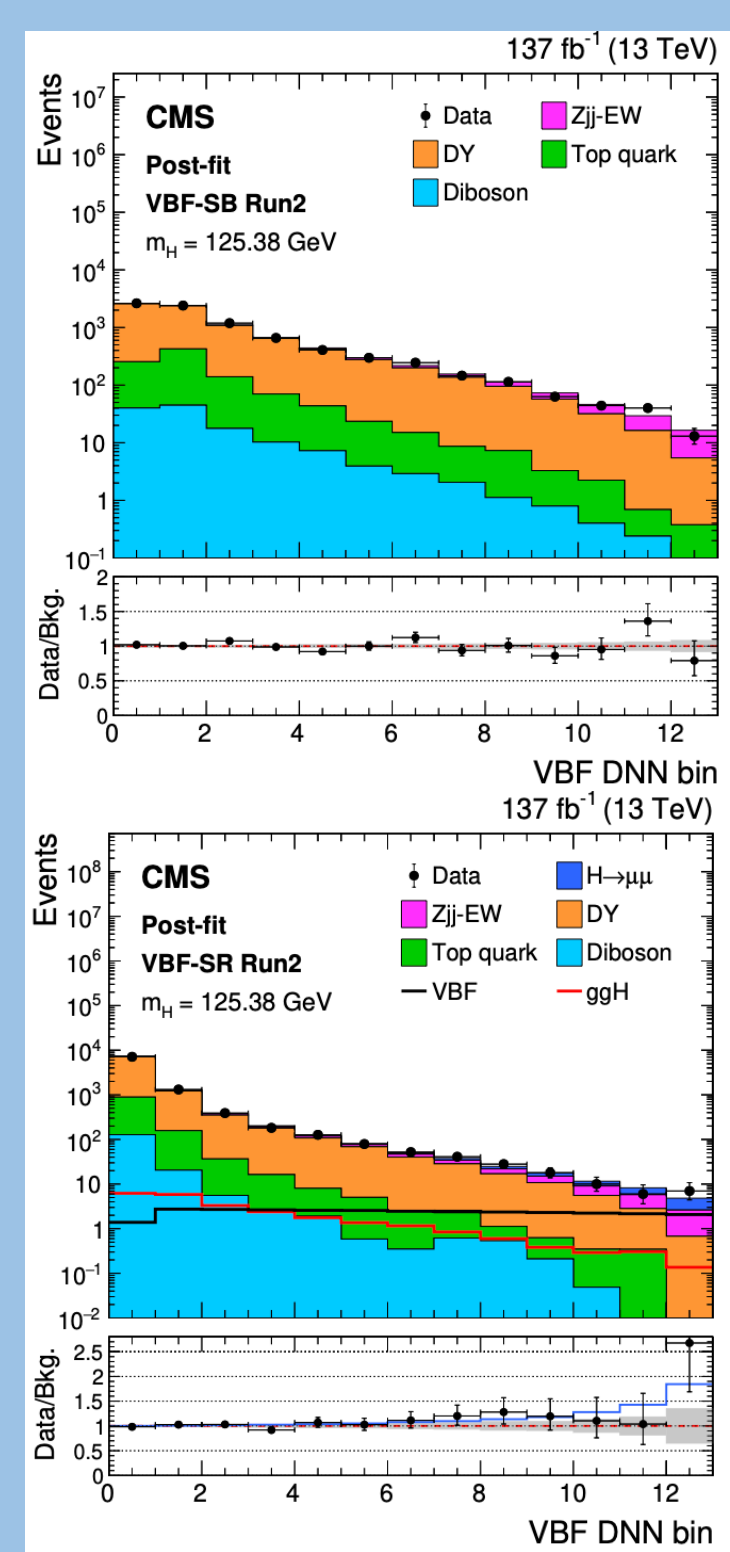 137 fb⁻¹ (13 TeV)
Events
10⁷
10⁶
10⁵
10⁴
10³
10²
10
1
10⁻¹
CMS
Post-fit
VBF-SB Run2
m_H = 125.38 GeV
Data
Zjj-EW
DY
Top quark
Diboson
Data/Bkg.
2
1.5
1
0.5
0
0 2 4 6 8 10 12
VBF DNN bin
137 fb⁻¹ (13 TeV)
Events
10⁸
10⁷
10⁶
10⁵
10⁴
10³
10²
10
1
10⁻¹
10⁻²
CMS
Post-fit
VBF-SR Run2
m_H = 125.38 GeV
Data
H→μμ
Zjj-EW
DY
Top quark
Diboson
VBF
ggH
Data/Bkg.
2.5
2
1.5
1
0.5
0
0 2 4 6 8 10 12
VBF DNN bin